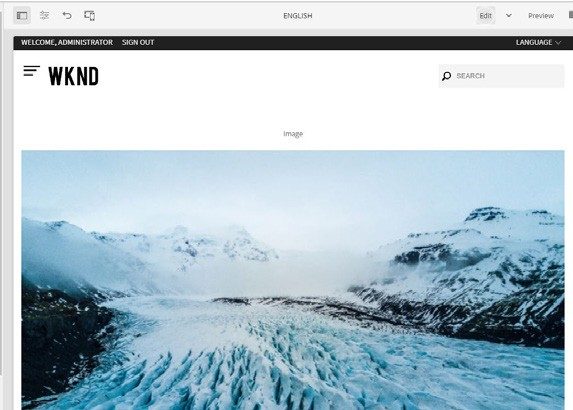 ENGLISH
Edit
Preview
WELCOME, ADMINISTRATOR SIGN OUT
LANGUAGE
WKND
SEARCH
Image